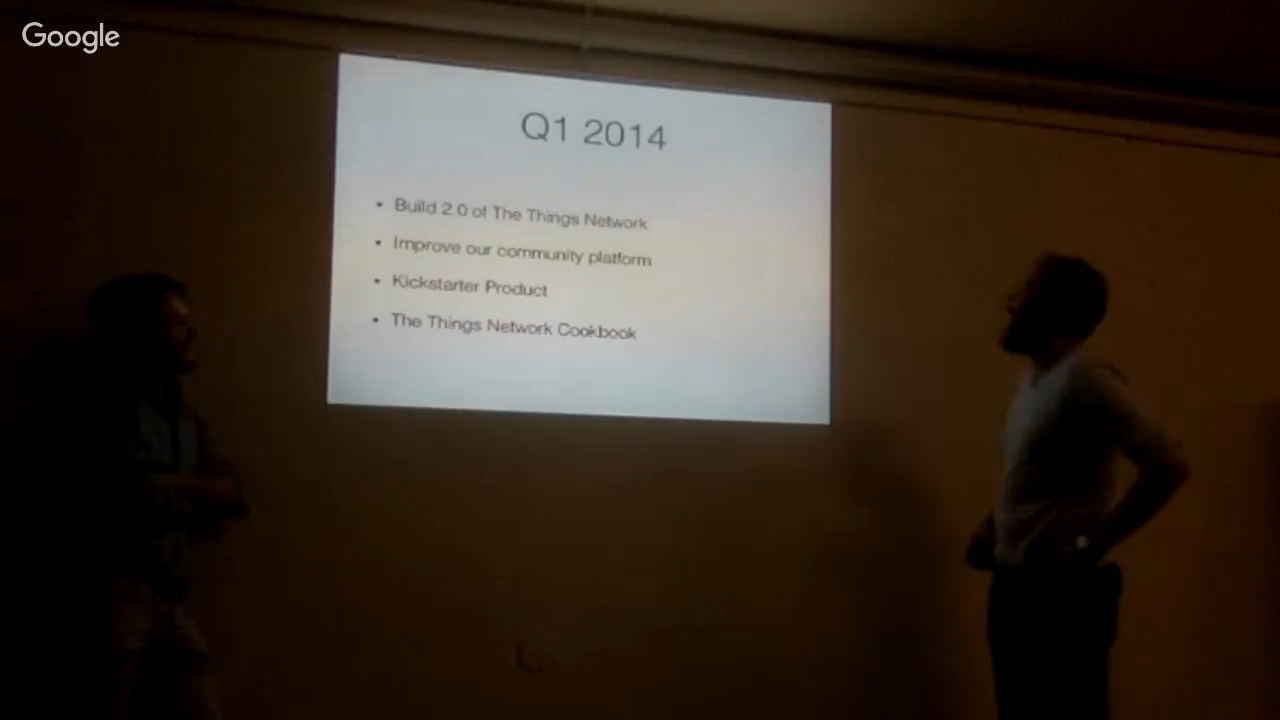 Google
Q1 2014
• Build 2.0 of The Things Network
• Improve our community platform
• Kickstarter Product
• The Things Network Cookbook